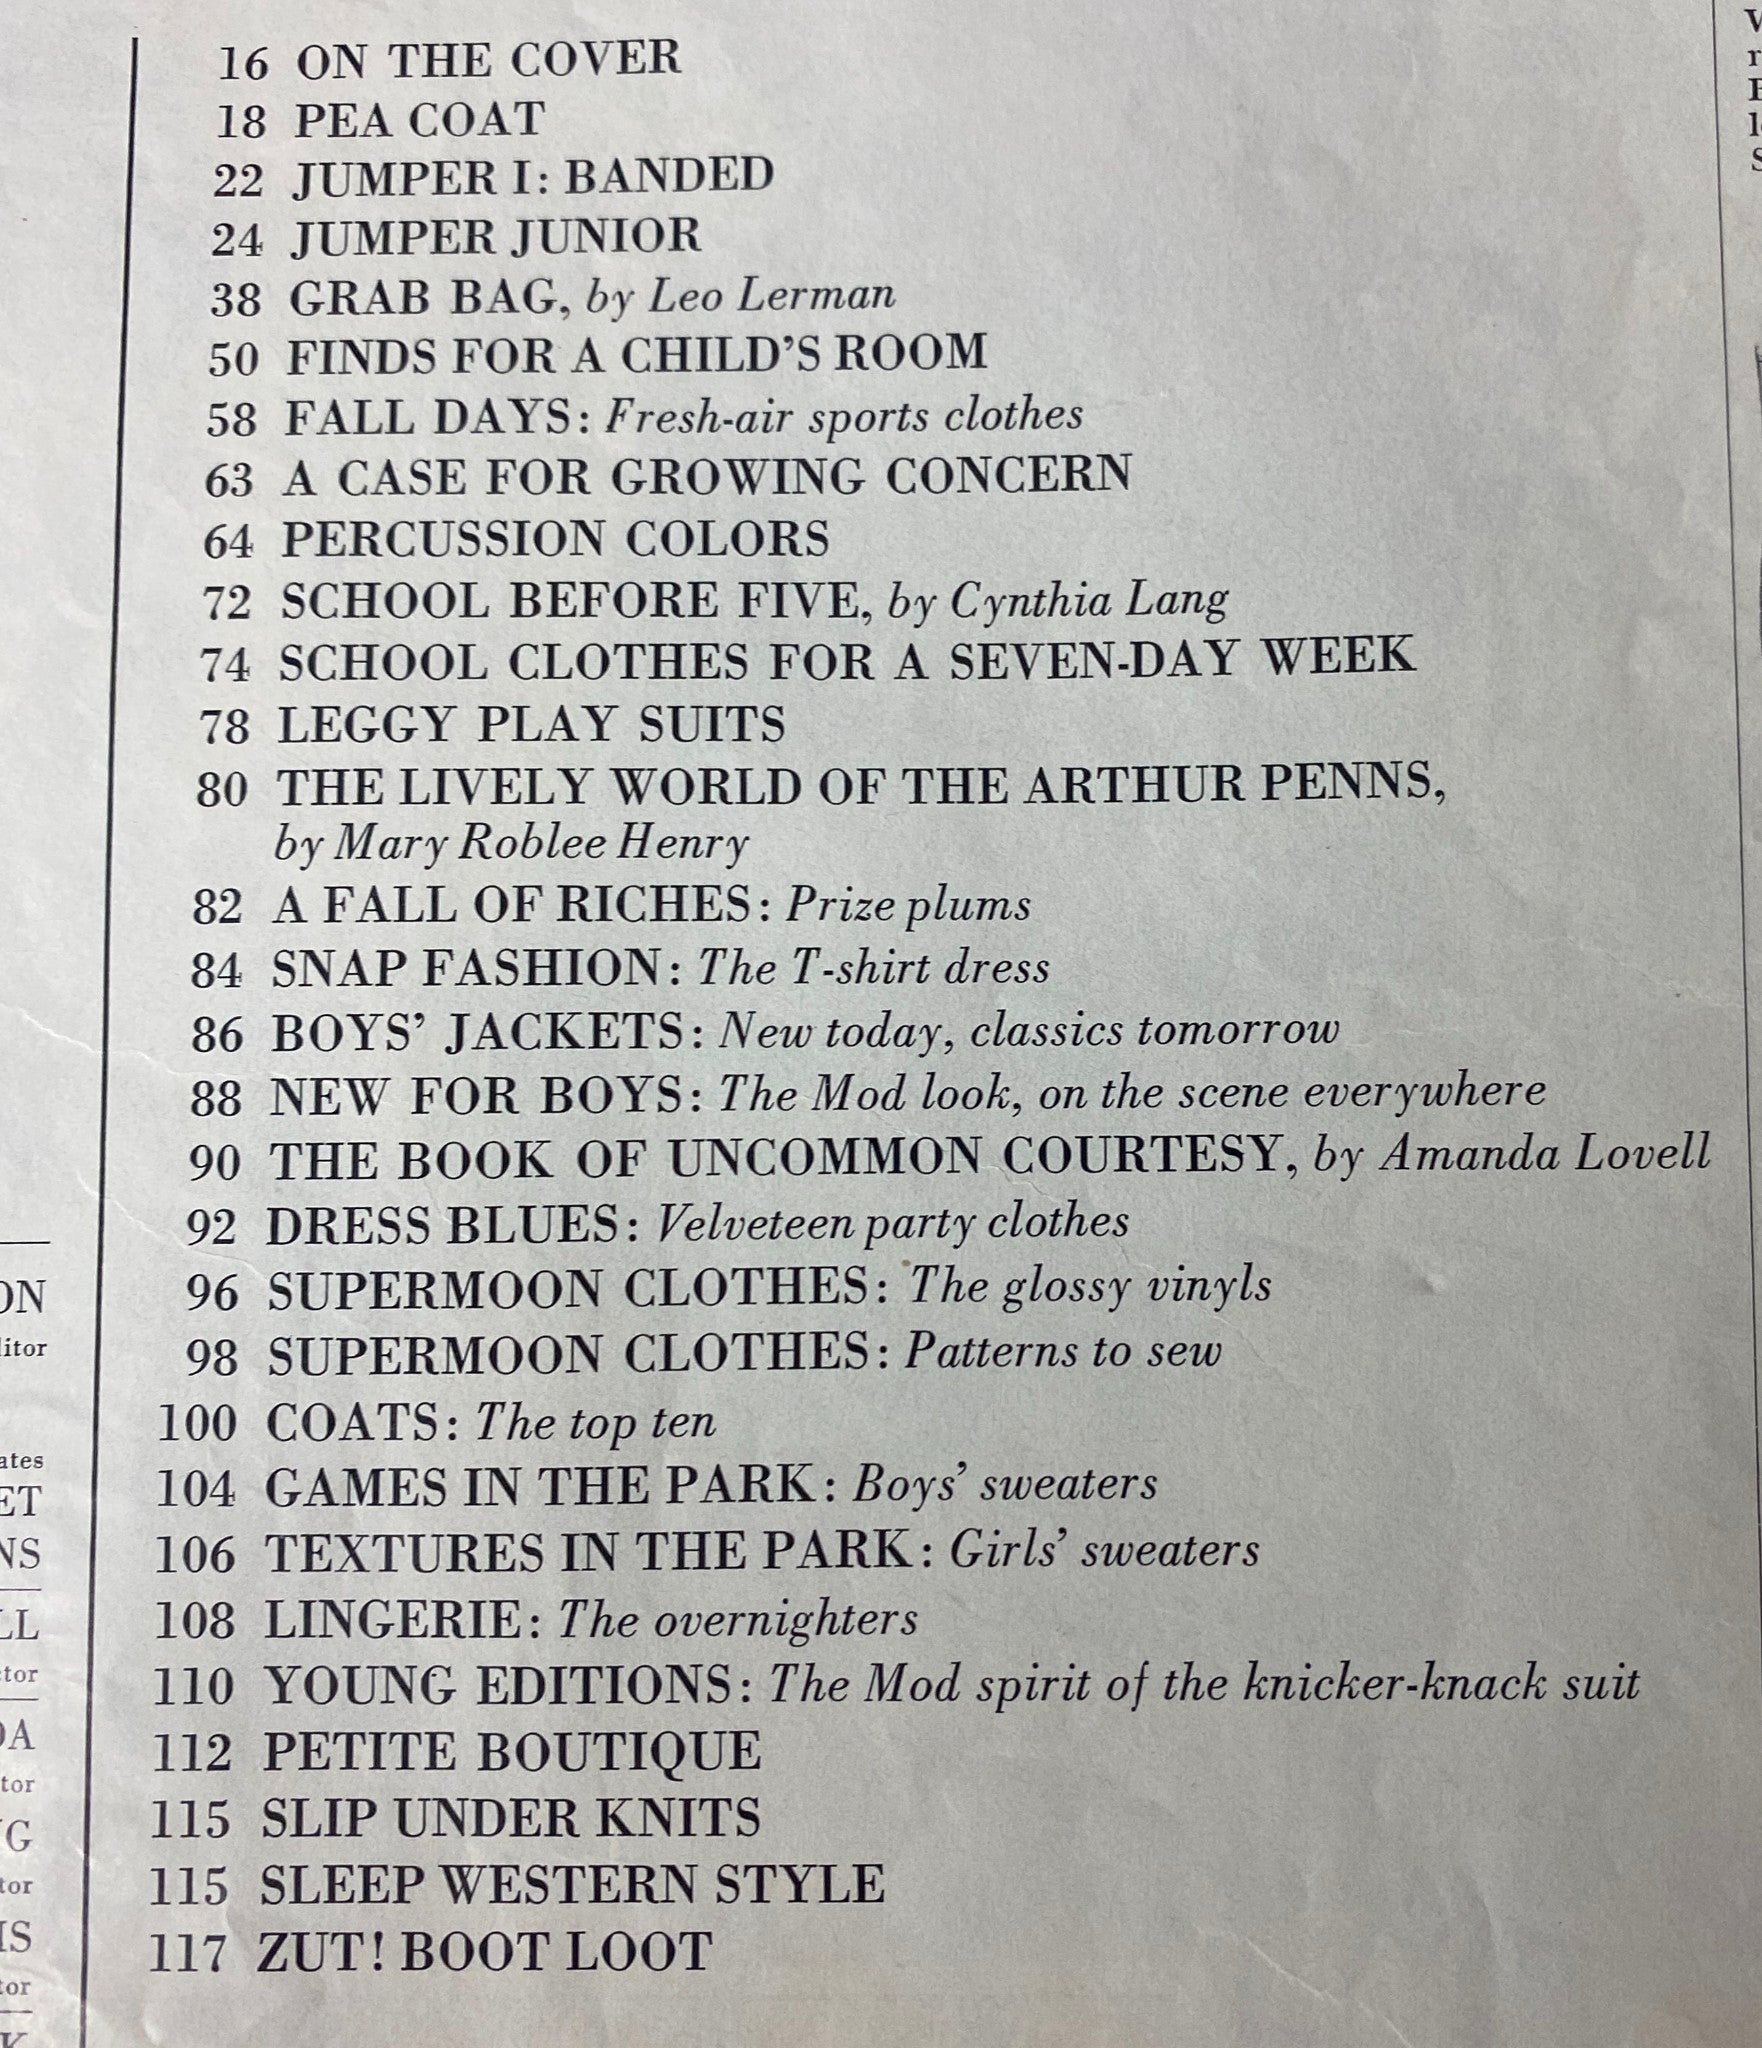 16 ON THE COVER
18 PEA COAT
22 JUMPER I: BANDED
24 JUMPER JUNIOR
38 GRAB BAG, by Leo Lerman
50 FINDS FOR A CHILD'S ROOM
58 FALL DAYS: Fresh-air sports clothes
63 A CASE FOR GROWING CONCERN
64 PERCUSSION COLORS
72 SCHOOL BEFORE FIVE, by Cynthia Lang
74 SCHOOL CLOTHES FOR A SEVEN-DAY WEEK
78 LEGGY PLAY SUITS
80 THE LIVELY WORLD OF THE ARTHUR PENNS,
by Mary Roblee Henry
82 A FALL OF RICHES: Prize plums
84 SNAP FASHION: The T-shirt dress
86 BOYS' JACKETS: New today, classics tomorrow
88 NEW FOR BOYS: The Mod look, on the scene everywhere
90 THE BOOK OF UNCOMMON COURTESY, by Amanda Lovell
92 DRESS BLUES: Velveteen party clothes
96 SUPERMOON CLOTHES: The glossy vinyls
98 SUPERMOON CLOTHES: Patterns to sew
100 COATS: The top ten
104 GAMES IN THE PARK: Boys' sweaters
106 TEXTURES IN THE PARK: Girls' sweaters
108 LINGERIE: The overnighters
110 YOUNG EDITIONS: The Mod spirit of the knicker-knack suit
112 PETITE BOUTIQUE
115 SLIP UNDER KNITS
115 SLEEP WESTERN STYLE
117 ZUT! BOOT LOOT